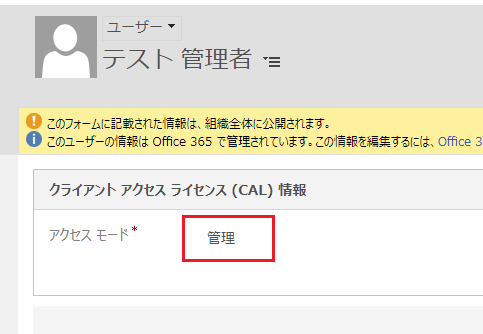 ユーザー
テスト 管理者
このフォームに記載された情報は、組織全体に公開されます。
このユーザーの情報は Office 365 で管理されています。この情報を編集するには、Office 3
クライアント アクセス ライセンス (CAL) 情報
アクセス モード* 管理